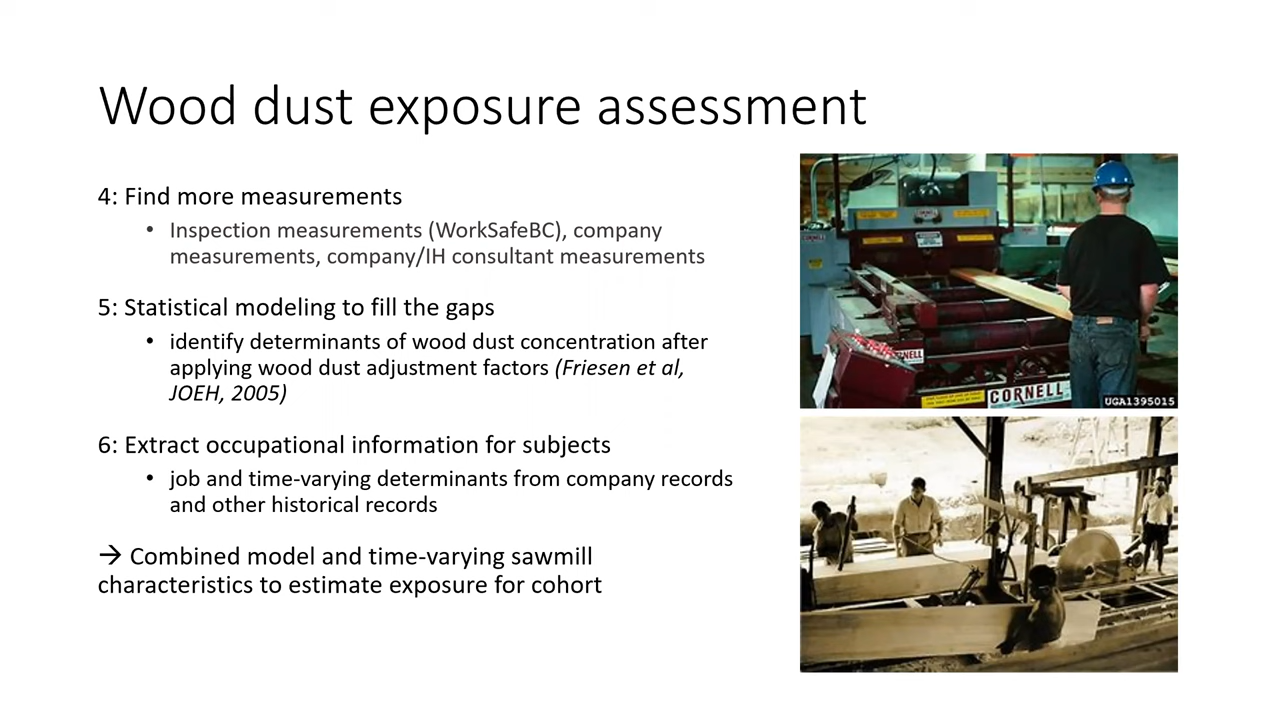 Wood dust exposure assessment
4: Find more measurements
• Inspection measurements (WorkSafeBC), company
measurements, company/IH consultant measurements
5: Statistical modeling to fill the gaps
• identify determinants of wood dust concentration after
applying wood dust adjustment factors (Friesen et al,
JOEH, 2005)
6: Extract occupational information for subjects
• job and time-varying determinants from company records
and other historical records
→ Combined model and time-varying sawmill
characteristics to estimate exposure for cohort
CORNELL
UGA1395015